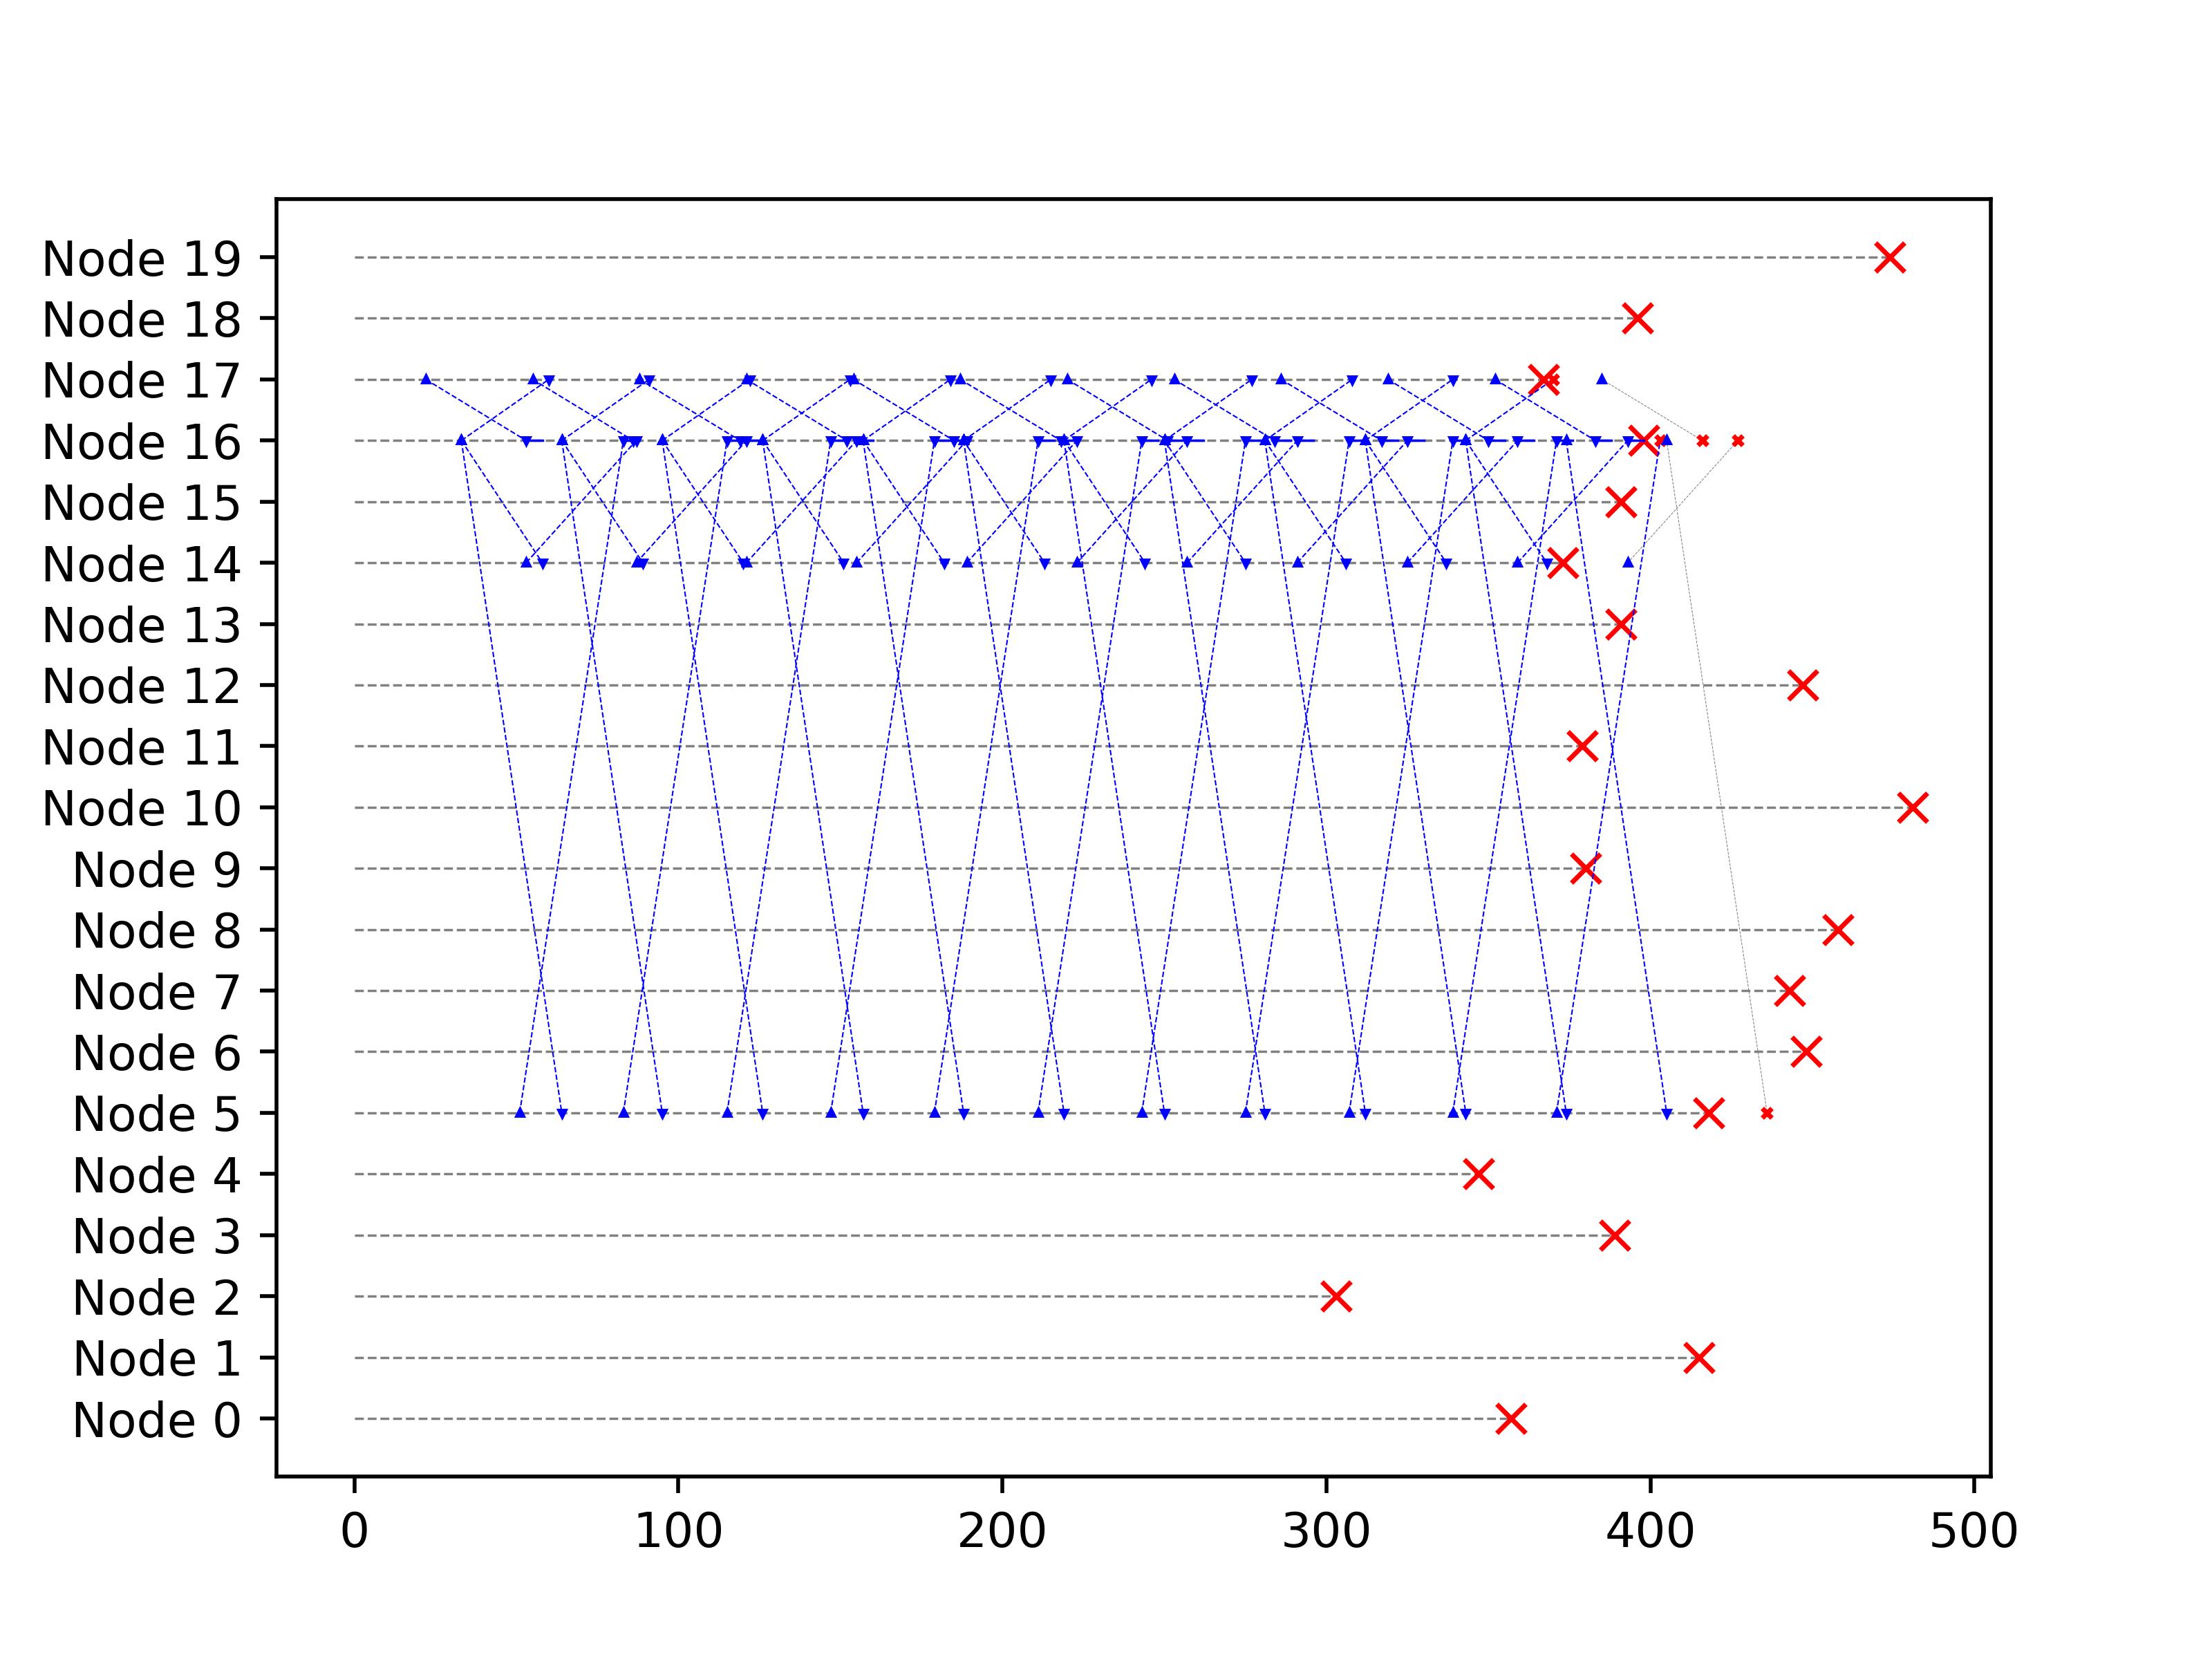 Node 19
Node 18
Node 17
Node 16
Node 15
Node 14
Node 13
Node 12
Node 11
Node 10
Node 9
Node 8
Node 7
Node 6
Node 5
Node 4
Node 3
Node 2
Node 1
Node 0
0 100 200 300 400 500